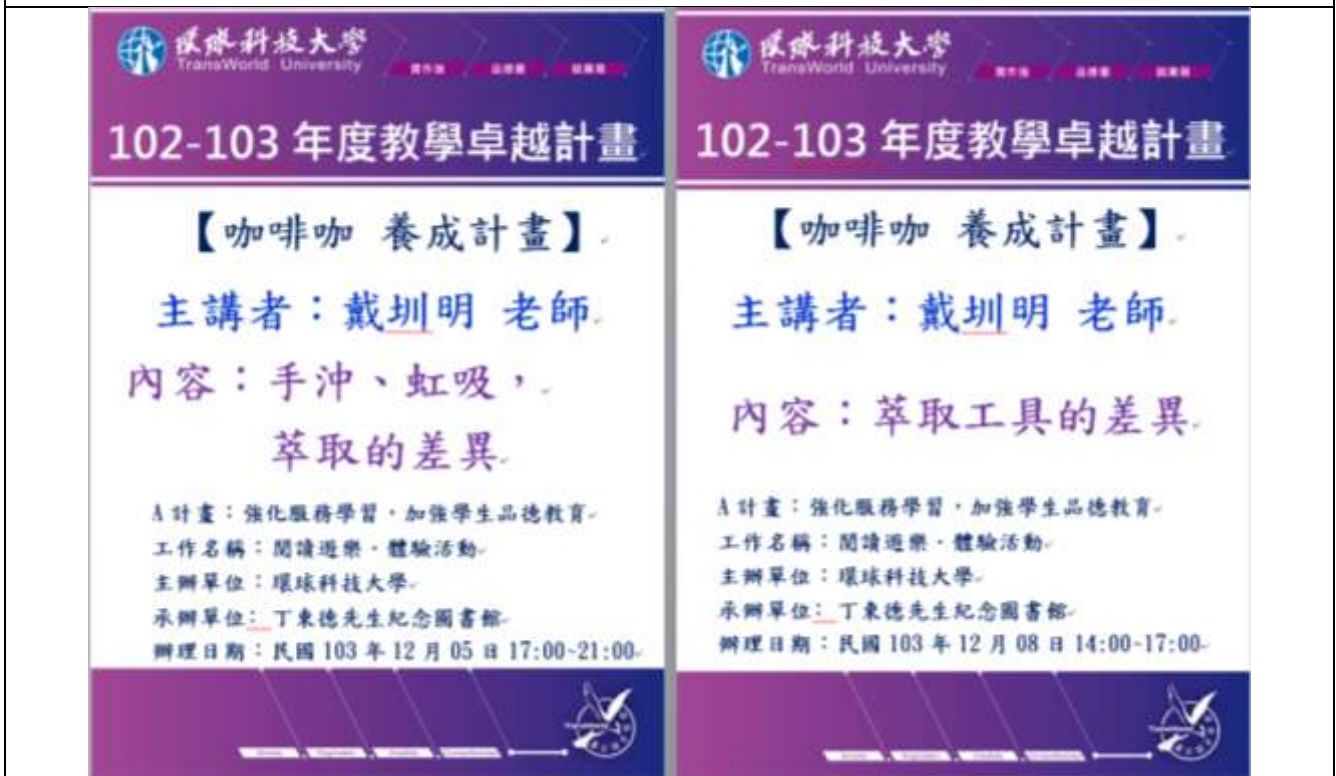 環球科技大學
TransWorld University
102-103 年度教學卓越計畫
【咖啡咖 養成計畫】
主講者：戴圳明 老師
內容：手沖、虹吸，
萃取的差異
A 計畫：強化服務學習，加強學生品德教育
工作名稱：閱讀遊樂‧體驗活動
主辦單位：環球科技大學
承辦單位: 丁東德先生紀念圖書館
辦理日期：民國 103 年 12 月 05 日 17:00~21:00
環球科技大學
TransWorld University
102-103 年度教學卓越計畫
【咖啡咖 養成計畫】
主講者：戴圳明 老師
內容：萃取工具的差異
A 計畫：強化服務學習，加強學生品德教育
工作名稱：閱讀遊樂‧體驗活動
主辦單位：環球科技大學
承辦單位: 丁東德先生紀念圖書館
辦理日期：民國 103 年 12 月 08 日 14:00~17:00